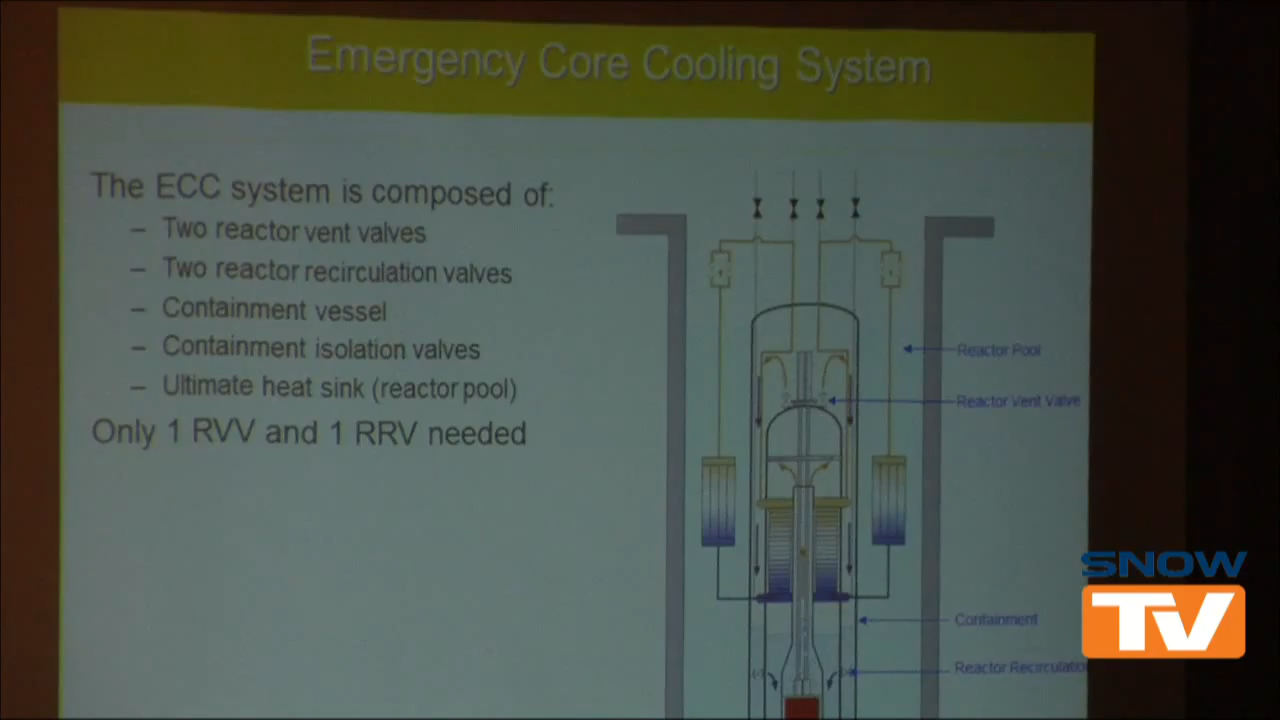 Emergency Core Cooling System
The ECC system is composed of:
– Two reactor vent valves
– Two reactor recirculation valves
– Containment vessel
– Containment isolation valves
– Ultimate heat sink (reactor pool)
Only 1 RVV and 1 RRV needed
Reactor Pool
Reactor Vent Valve
Containment
Reactor
SNOW
TV